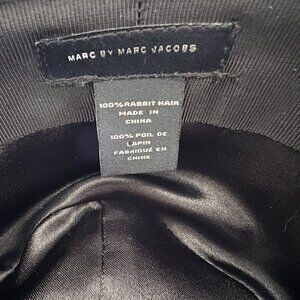 MARC BY MARC JACOBS
100% RABBIT HAIR
MADE IN
CHINA
100% POIL DE
LAPIN
FABRIQUÉ EN
CHINE